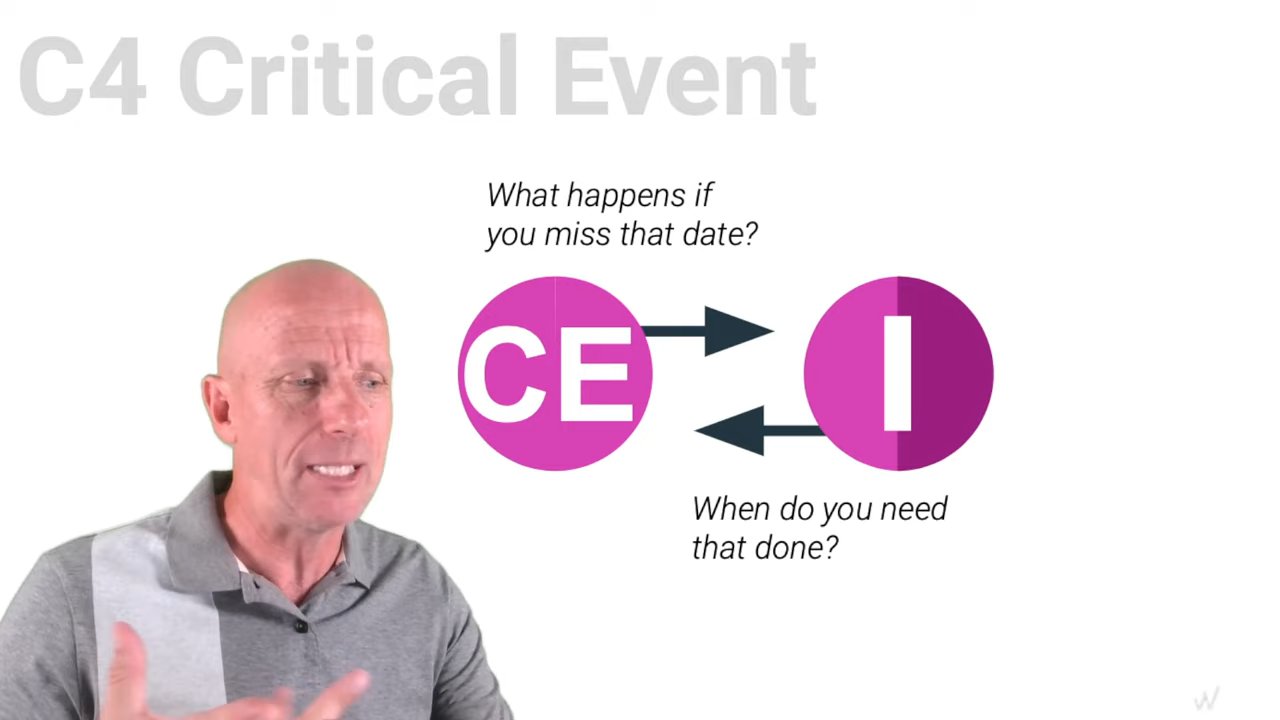 C4 Critical Event
What happens if
you miss that date?
CE
I
When do you need
that done?
W